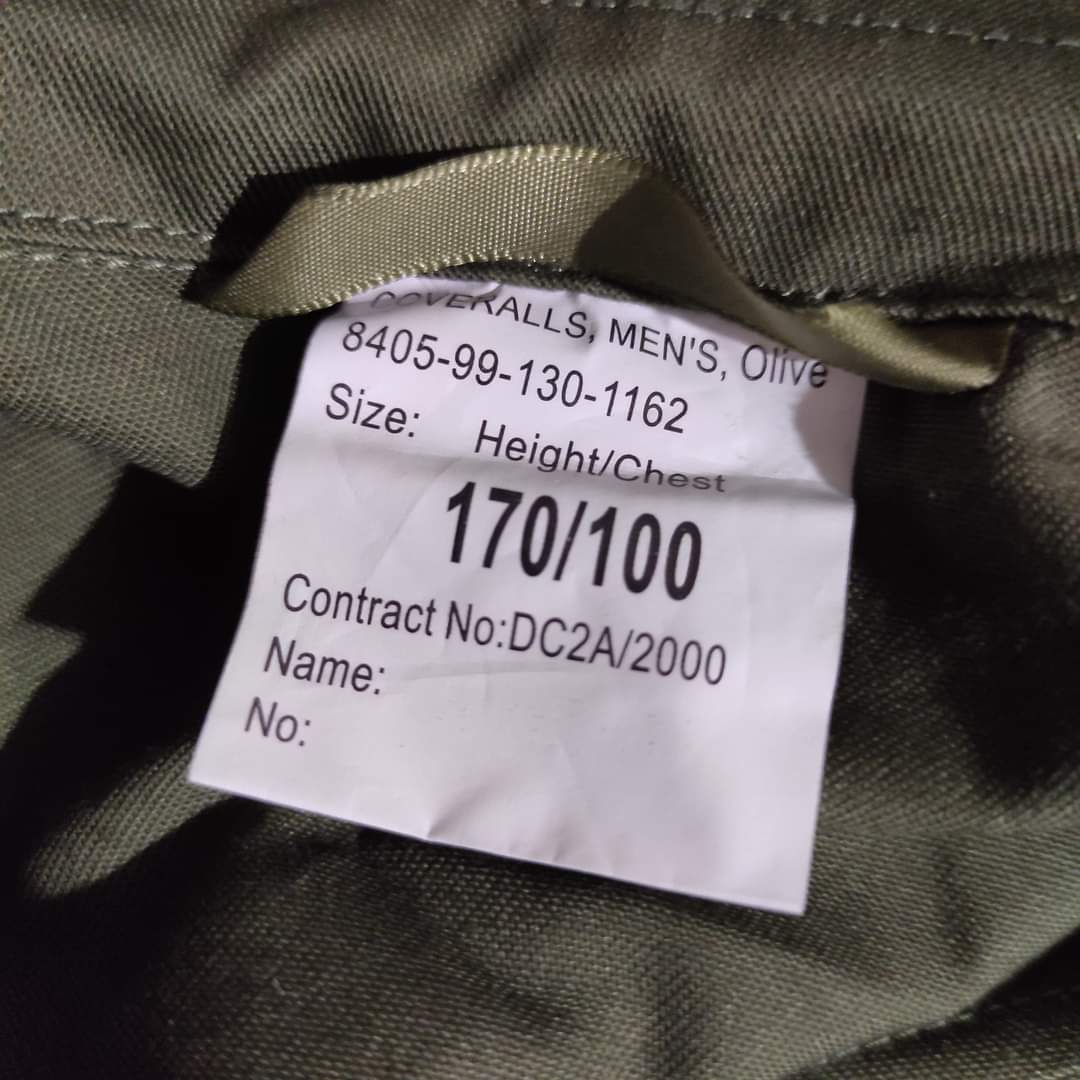 COVERALLS, MEN'S, Olive
8405-99-130-1162
Size: Height/Chest
170/100
Contract No:DC2A/2000
Name:
No: